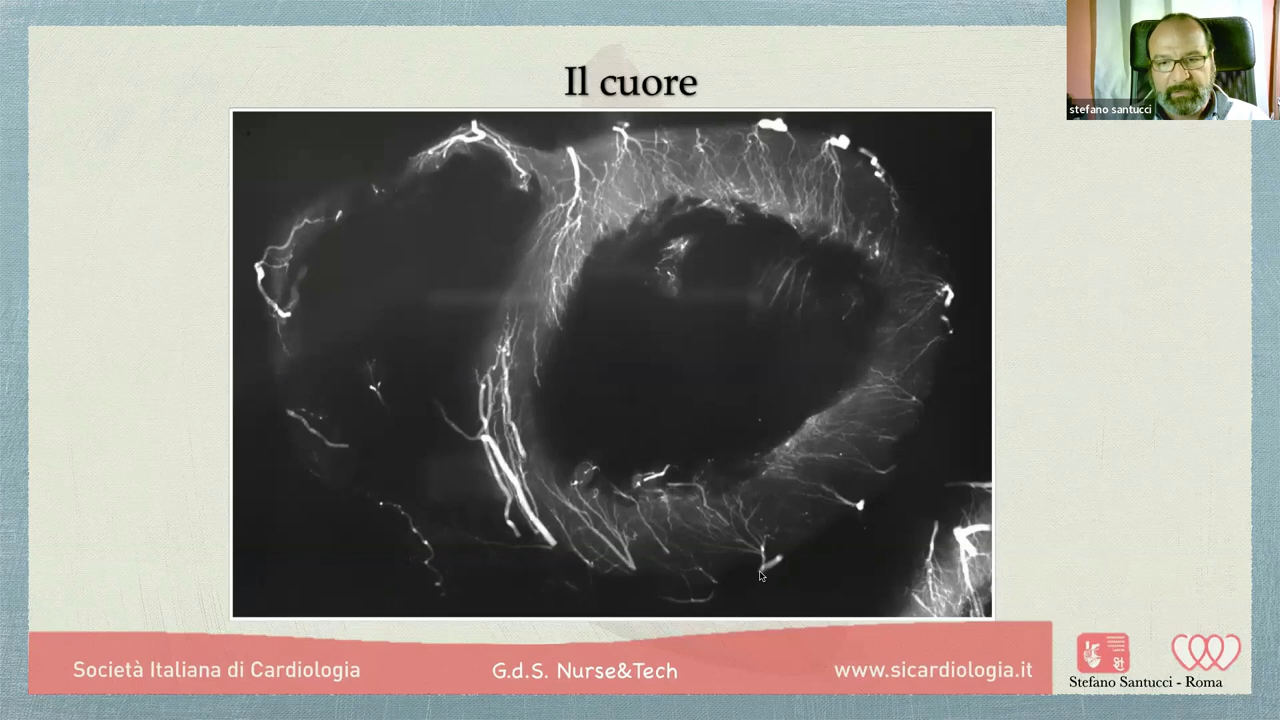 Il cuore
stefano santucci
Società Italiana di Cardiologia
G.d.S. Nurse&Tech
www.sicardiologia.it
Stefano Santucci - Roma